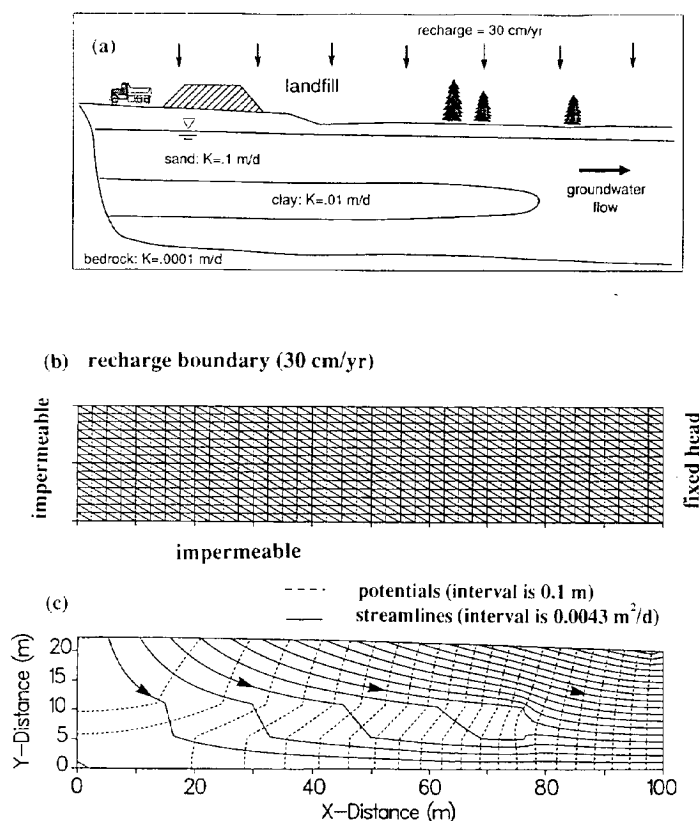 (a)
recharge = 30 cm/yr
landfill
sand: K=.1 m/d
clay: K=.01 m/d
groundwater
flow
bedrock: K=.0001 m/d
(b) recharge boundary (30 cm/yr)
impermeable
fixed head
impermeable
(c)
potentials (interval is 0.1 m)
streamlines (interval is 0.0043 m²/d)
Y-Distance (m)
20
15
10
5
0
0 20 40 60 80 100
X-Distance (m)